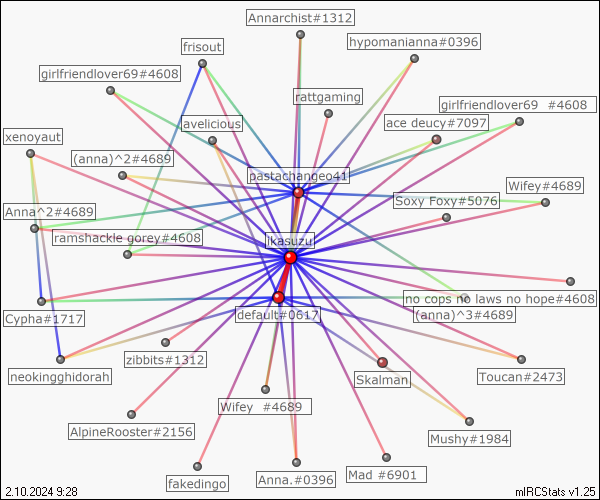 Annarchist#1312
hypomanianna#0396
frisout
girlfriendlover69#4608
rattgaming
girlfriendlover69 #4608
avelicious
ace deucy#7097
xenoyaut
(anna)^2#4689
pastachangeo41
Wifey#4689
Soxy Foxy#5076
Anna^2#4689
ramshackle gorey#4608
ikasuzu
no cops no laws no hope#4608
Cypha#1717
default#0617
(anna)^3#4689
zibbits#1312
neokingghidorah
Skalman
Toucan#2473
Wifey #4689
AlpineRooster#2156
Mushy#1984
fakedingo
Anna.#0396
Mad #6901
2.10.2024 9:28
mIRCStats v1.25